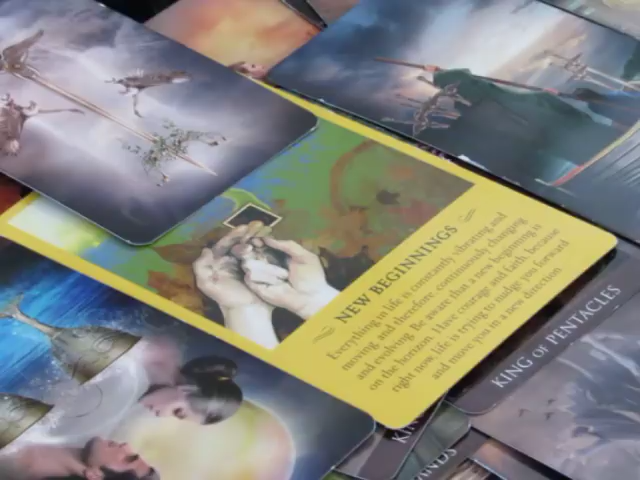 NEW BEGINNINGS
Everything in life is constantly vibrating and
moving, and therefore continuously changing
and evolving. Be aware that a new beginning is
on the horizon. Have courage and faith, because
right now, life is trying to nudge you forward
and move you in a new direction
KING OF PENTACLES